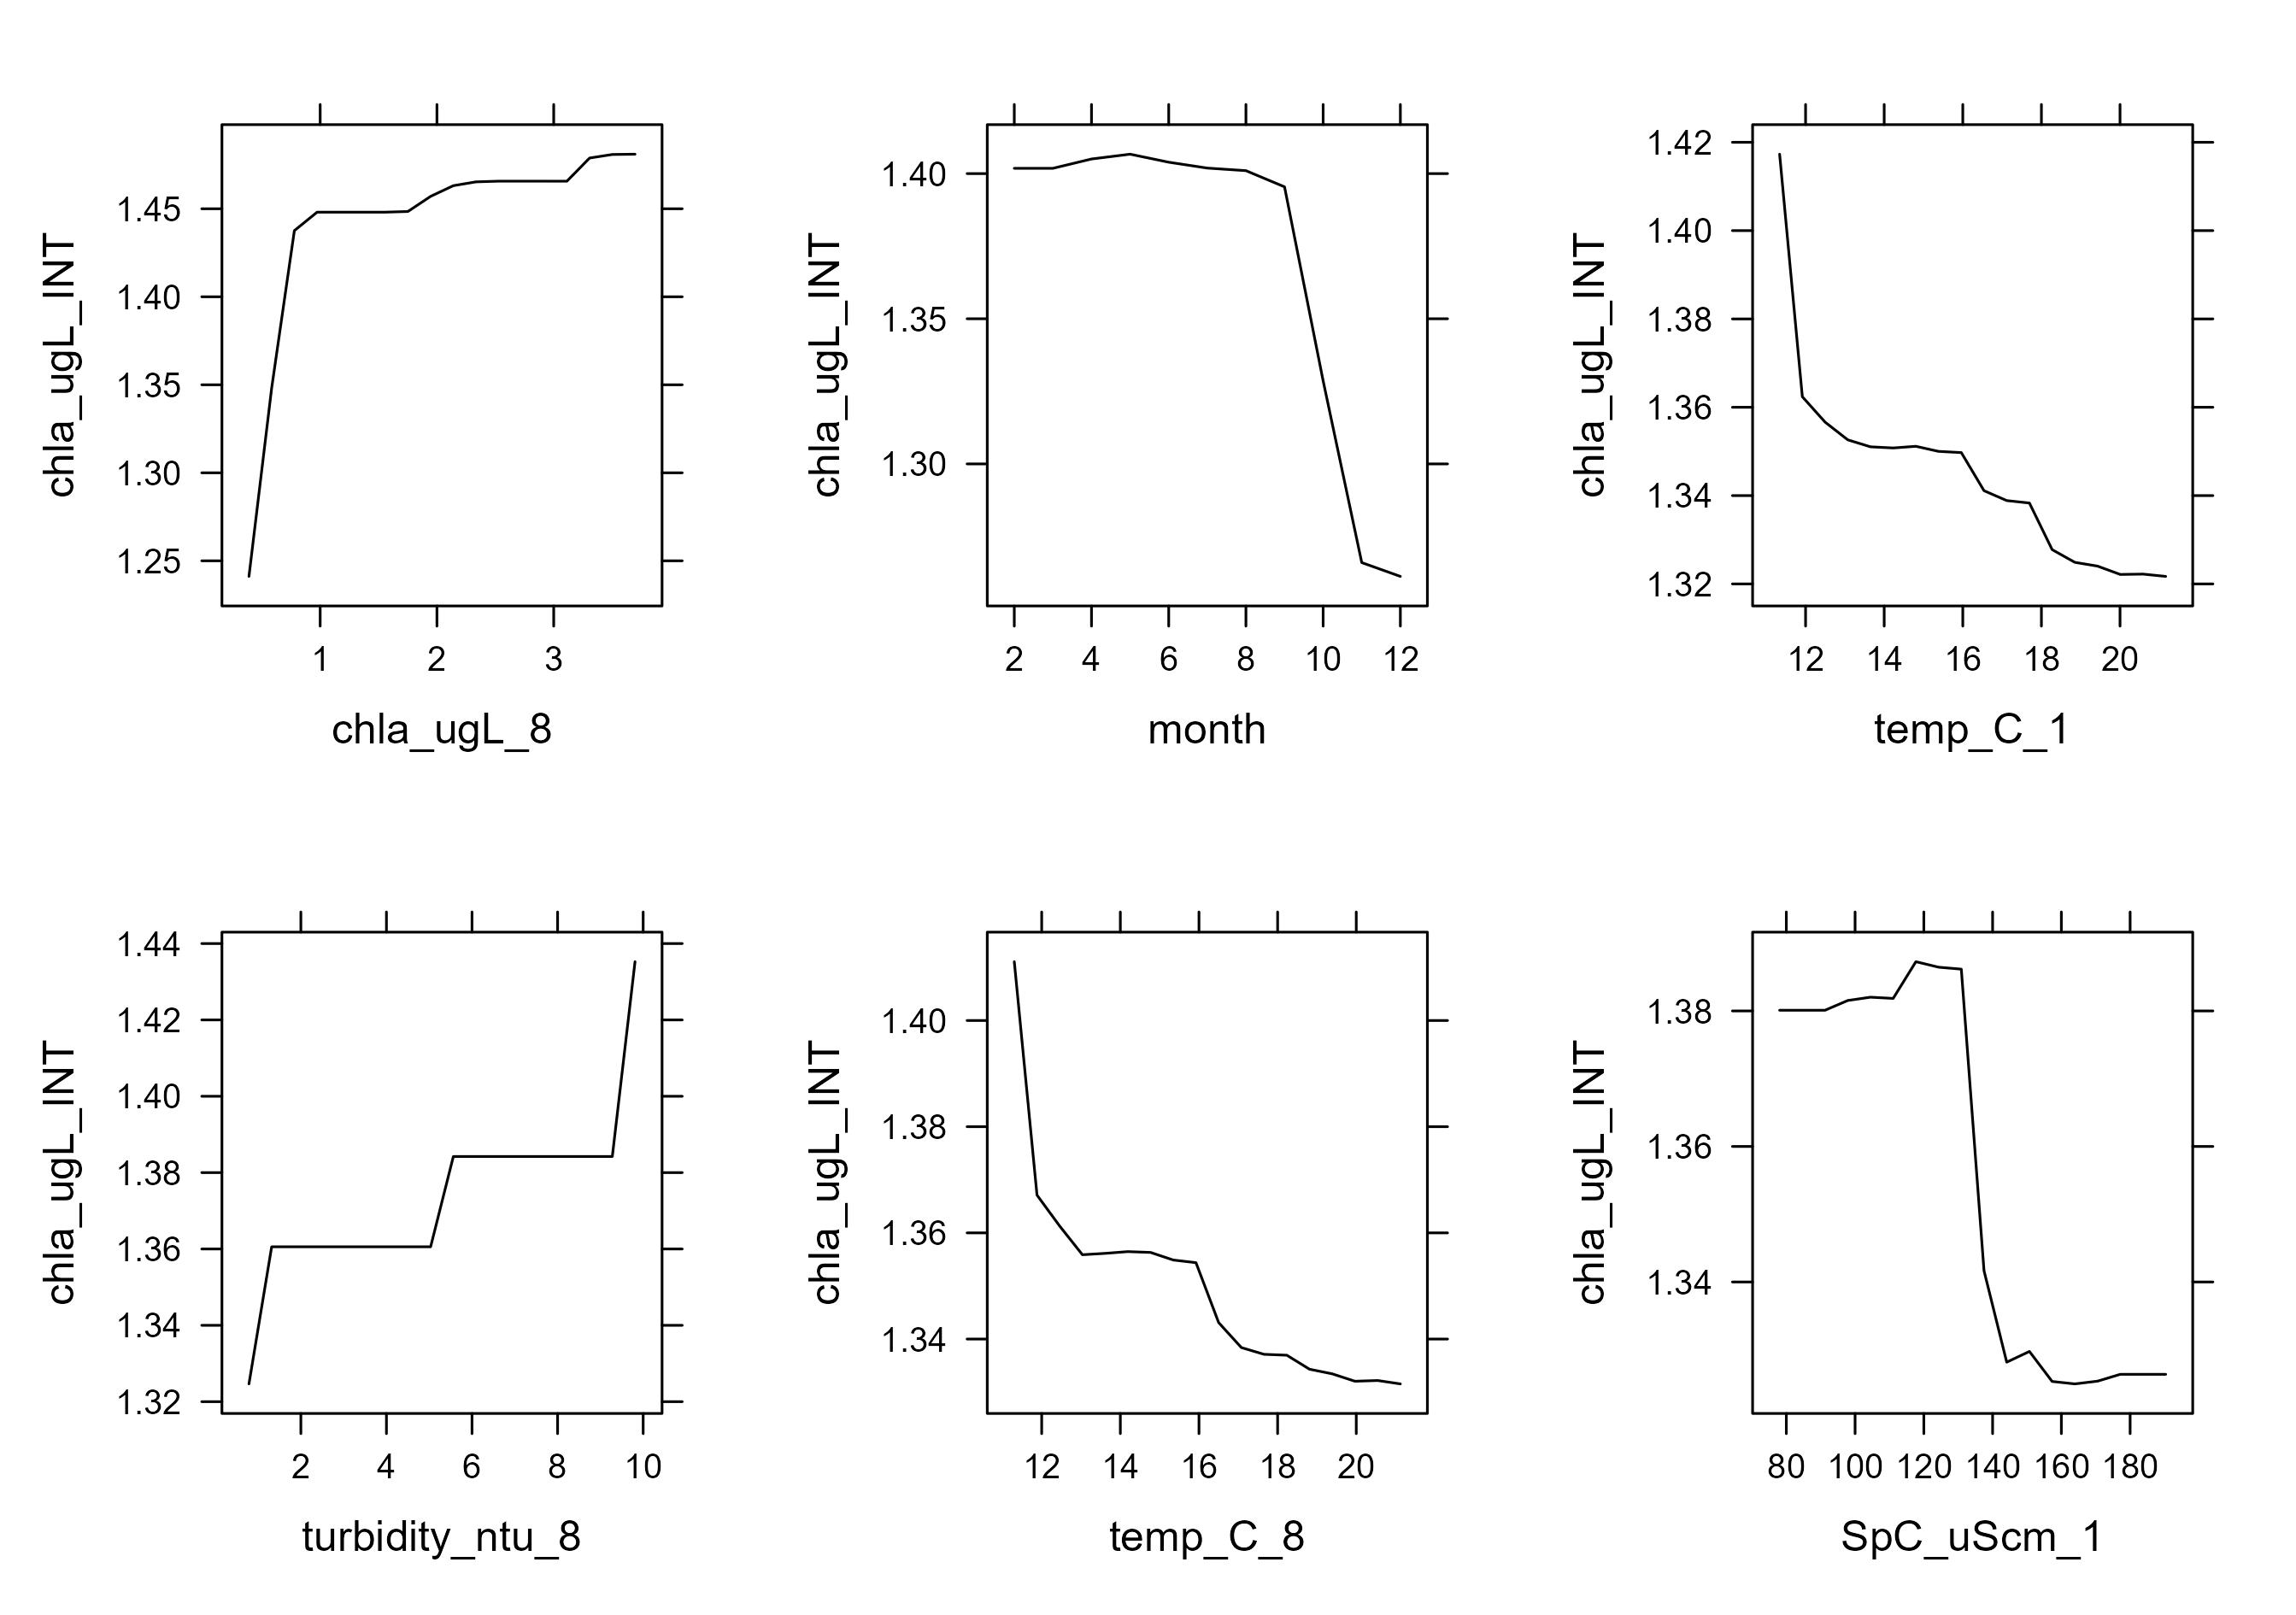 chla_ugL_INT
1.45
1.40
1.35
1.30
1.25
1 2 3
chla_ugL_8
chla_ugL_INT
1.40
1.35
1.30
2 4 6 8 10 12
month
chla_ugL_INT
1.42
1.40
1.38
1.36
1.34
1.32
12 14 16 18 20
temp_C_1
chla_ugL_INT
1.44
1.42
1.40
1.38
1.36
1.34
1.32
2 4 6 8 10
turbidity_ntu_8
chla_ugL_INT
1.40
1.38
1.36
1.34
12 14 16 18 20
temp_C_8
chla_ugL_INT
1.38
1.36
1.34
80 100 120 140 160 180
SpC_uScm_1